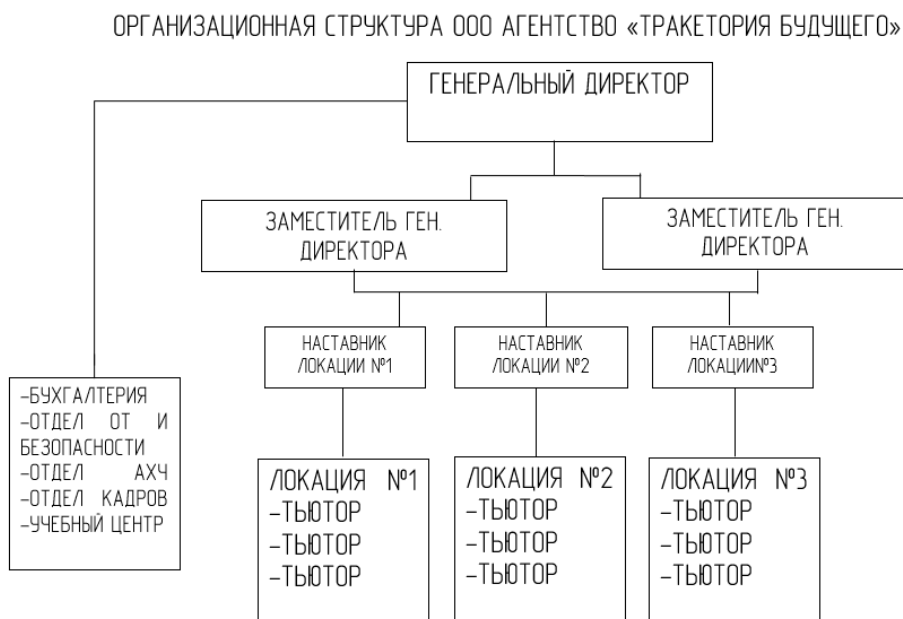 ОРГАНИЗАЦИОННАЯ СТРУКТУРА ООО АГЕНТСТВО «ТРАКЕТОРИЯ БУДУЩЕГО»
ГЕНЕРАЛЬНЫЙ ДИРЕКТОР
ЗАМЕСТИТЕЛЬ ГЕН.
ДИРЕКТОРА
ЗАМЕСТИТЕЛЬ ГЕН.
ДИРЕКТОРА
НАСТАВНИК
ЛОКАЦИИ №1
НАСТАВНИК
ЛОКАЦИИ №2
НАСТАВНИК
ЛОКАЦИИ№3
-БУХГАЛТЕРИЯ
-ОТДЕЛ ОТ И
БЕЗОПАСНОСТИ
-ОТДЕЛ АХЧ
-ОТДЕЛ КАДРОВ
-УЧЕБНЫЙ ЦЕНТР
ЛОКАЦИЯ №1
-ТЬЮТОР
-ТЬЮТОР
-ТЬЮТОР
ЛОКАЦИЯ №2
-ТЬЮТОР
-ТЬЮТОР
-ТЬЮТОР
ЛОКАЦИЯ №3
-ТЬЮТОР
-ТЬЮТОР
-ТЬЮТОР